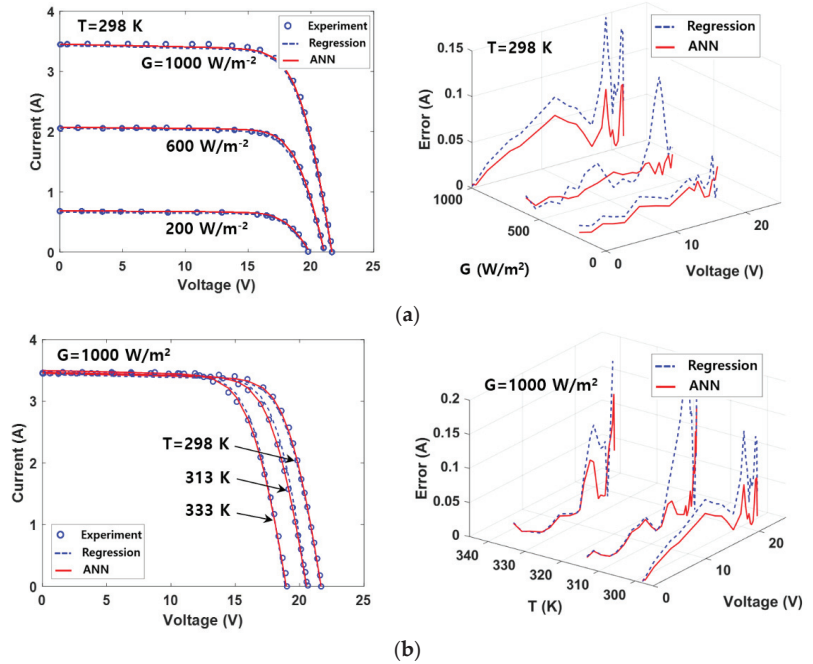 T=298 K
Experiment
Regression
ANN
G=1000 W/m⁻²
600 W/m⁻²
200 W/m⁻²
4
3
2
1
0
0 5 10 15 20 25
Current (A)
Voltage (V)
T=298 K
Regression
ANN
0.15
0.1
0.05
0
Error (A)
1000
500
0
G (W/m²)
0
10
20
Voltage (V)
(a)
G=1000 W/m²
T=298 K
313 K
333 K
Experiment
Regression
ANN
4
3
2
1
0
0 5 10 15 20 25
Current (A)
Voltage (V)
Regression
ANN
G=1000 W/m²
0.2
0.15
0.1
0.05
0
Error (A)
340
330
320
310
300
T (K)
0
10
20
Voltage (V)
(b)